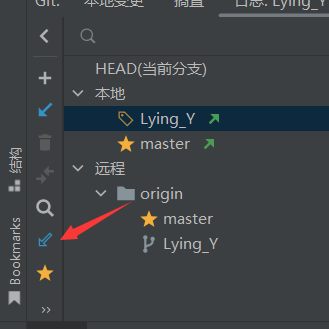 Git: 本地变更 搁置 日志: Lying_Y
HEAD(当前分支)
本地
Lying_Y
master
远程
origin
master
Lying_Y
结构
Bookmarks